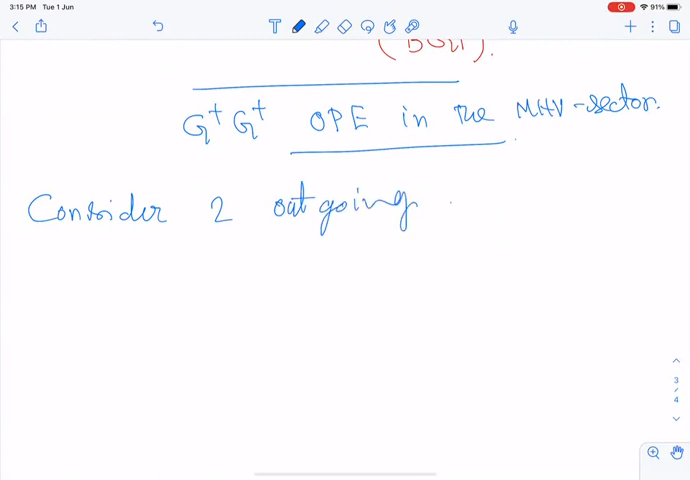 3:15 PM Tue 1 Jun
91%
G⁺ G⁺ OPE in the MHV-sector.
Consider 2 outgoing
3
/
4